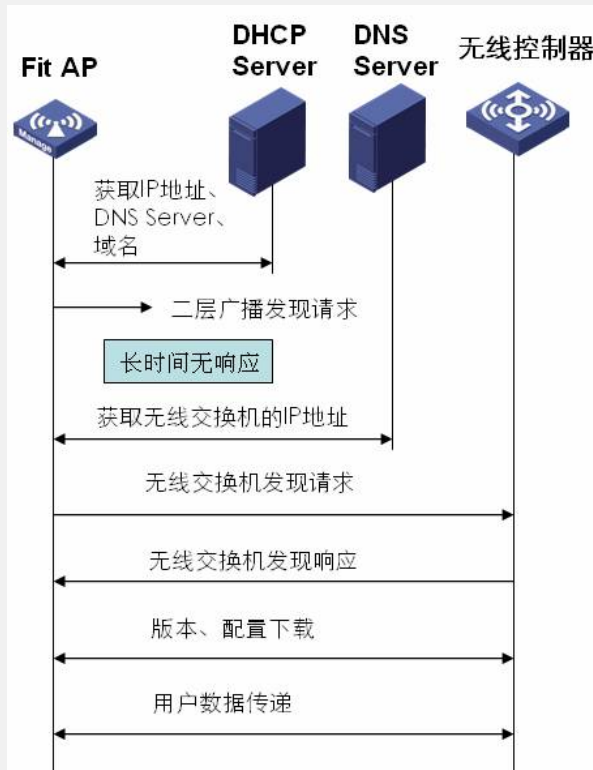 DHCP
Server
DNS
Server
无线控制器
Fit AP
Manage
获取IP地址、
DNS Server、
域名
二层广播发现请求
长时间无响应
获取无线交换机的IP地址
无线交换机发现请求
无线交换机发现响应
版本、配置下载
用户数据传递